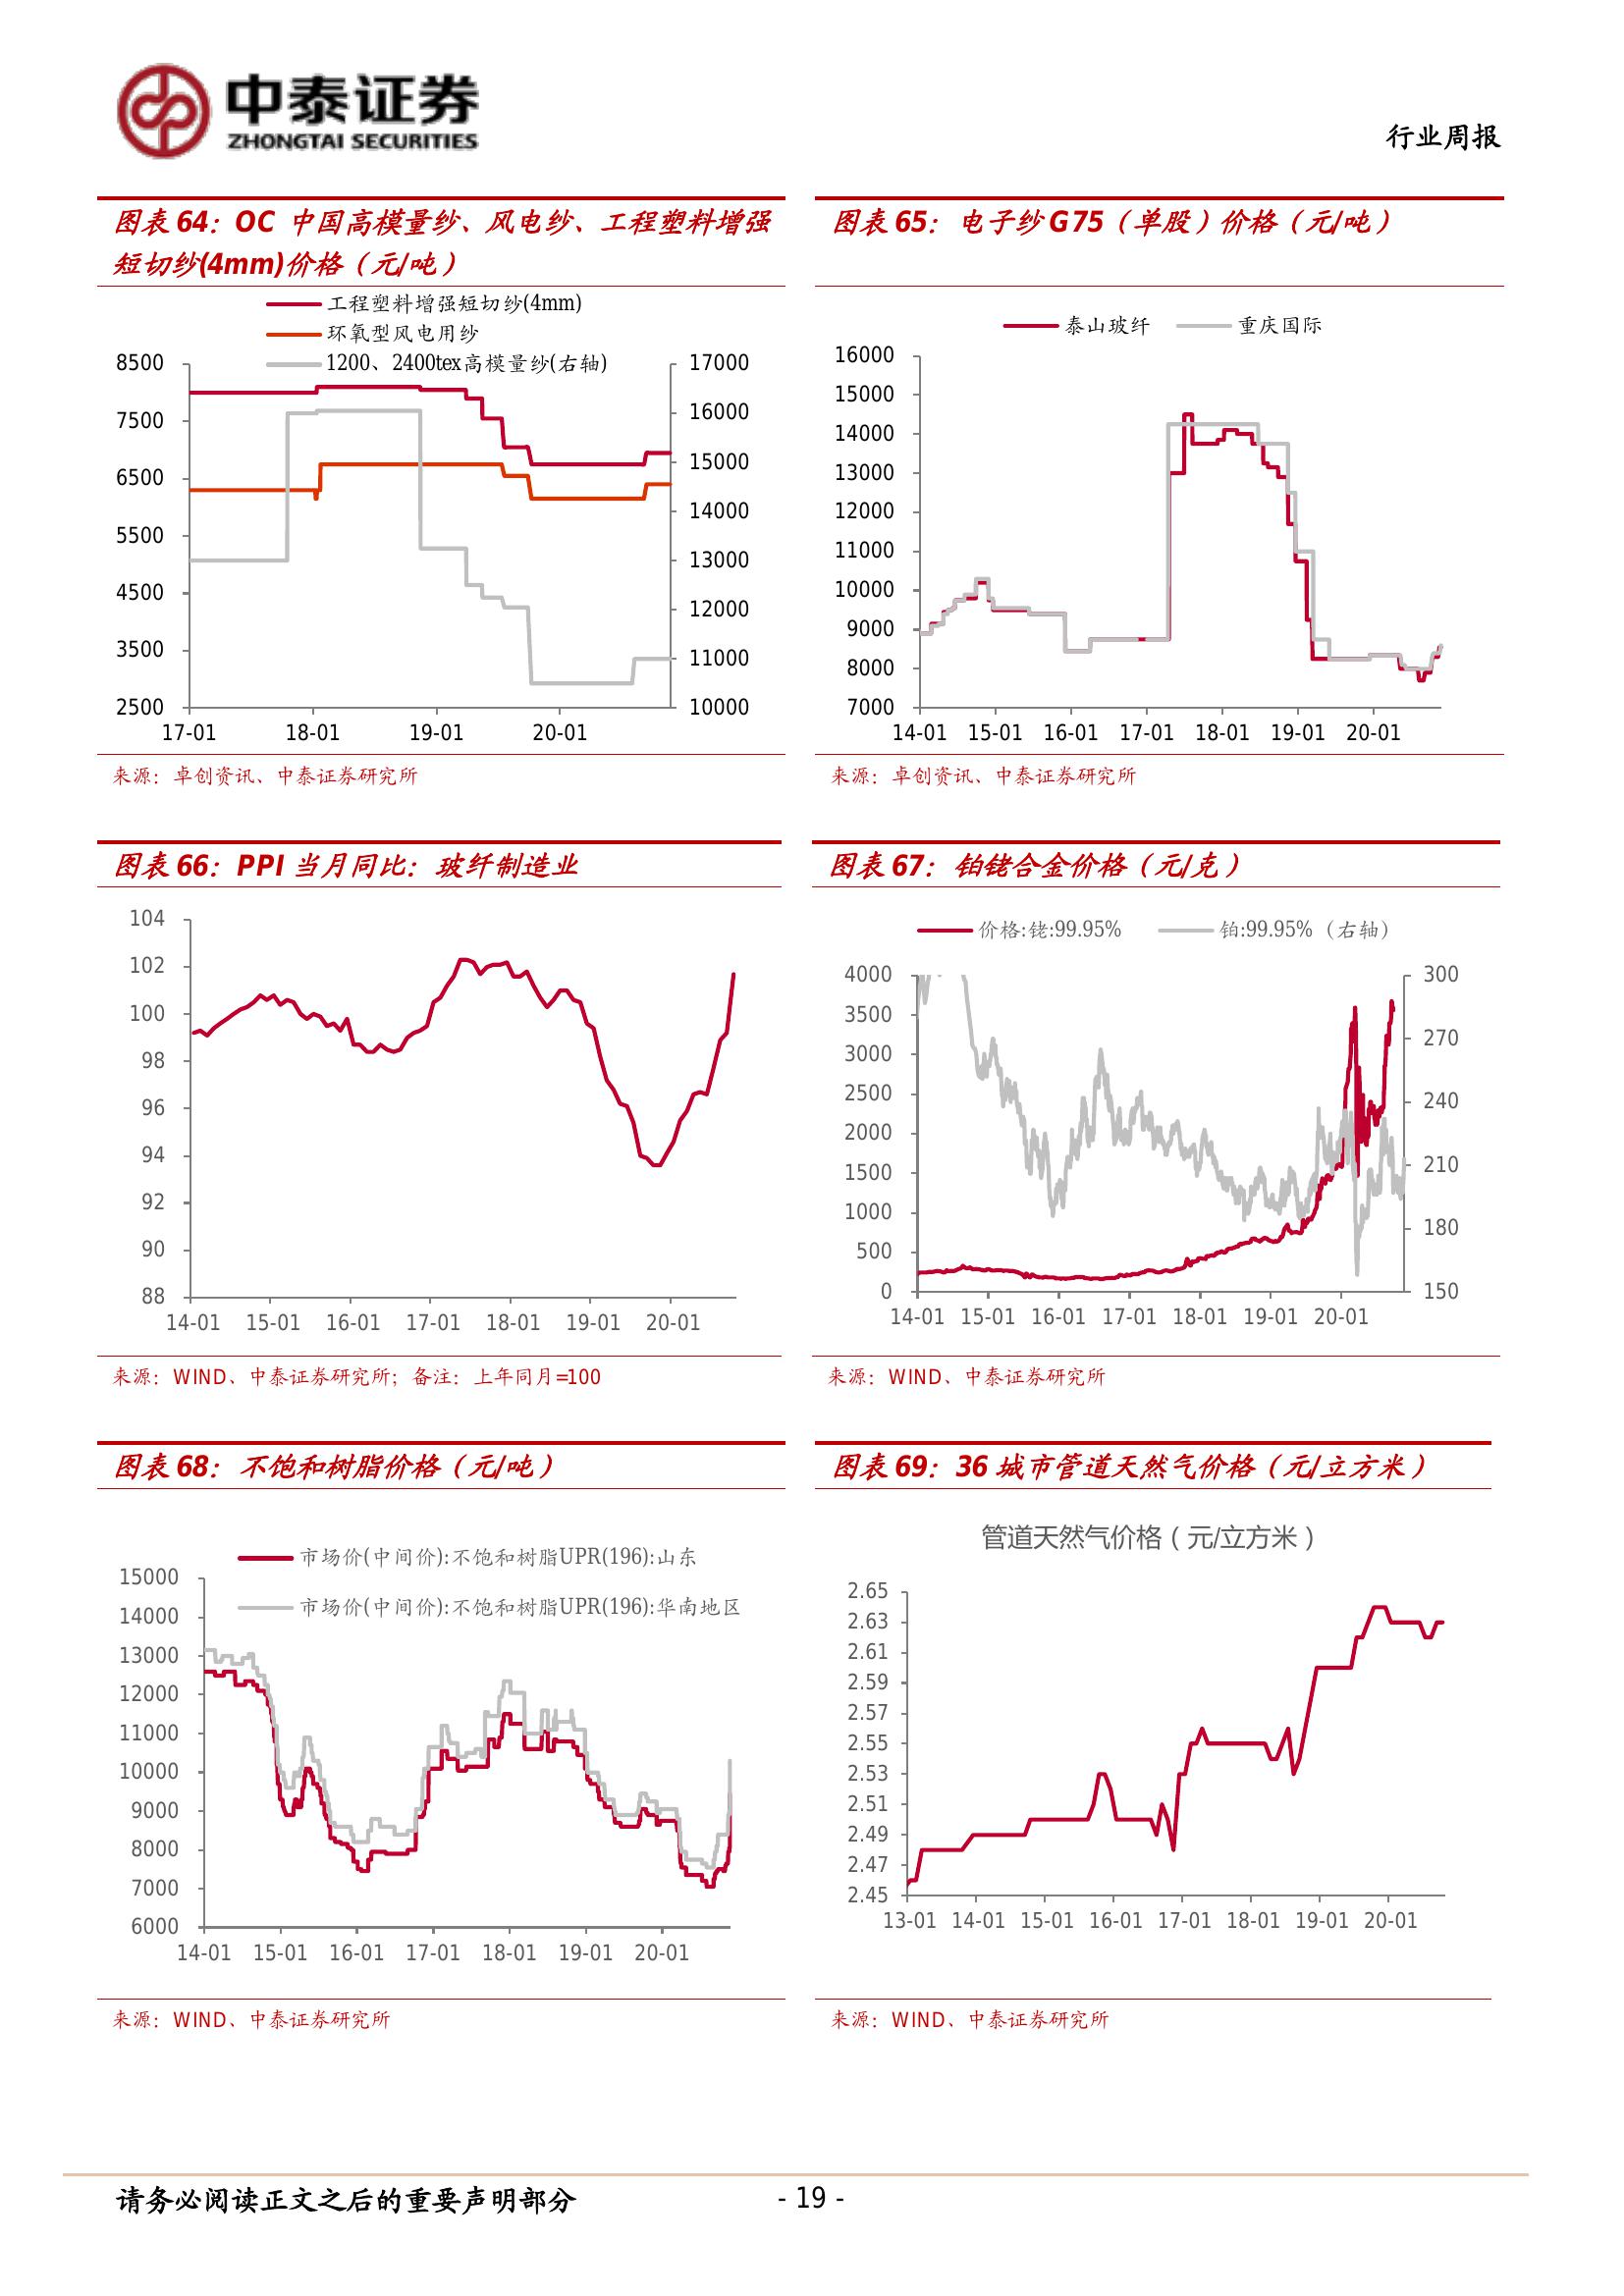 中泰证券
ZHONGTAI SECURITIES
行业周报
图表 64：OC 中国高模量纱、风电纱、工程塑料增强
短切纱(4mm)价格（元/吨）
工程塑料增强短切纱(4mm)
环氧型风电用纱
1200、2400tex高模量纱(右轴)
8500
7500
6500
5500
4500
3500
2500
17000
16000
15000
14000
13000
12000
11000
10000
17-01 18-01 19-01 20-01
来源：卓创资讯、中泰证券研究所
图表 65：电子纱 G75（单股）价格（元/吨）
泰山玻纤 重庆国际
16000
15000
14000
13000
12000
11000
10000
9000
8000
7000
14-01 15-01 16-01 17-01 18-01 19-01 20-01
来源：卓创资讯、中泰证券研究所
图表 66：PPI 当月同比：玻纤制造业
104
102
100
98
96
94
92
90
88
14-01 15-01 16-01 17-01 18-01 19-01 20-01
来源：WIND、中泰证券研究所；备注：上年同月=100
图表 67：铂铑合金价格（元/克）
价格:铑:99.95% 铂:99.95%（右轴）
4000
3500
3000
2500
2000
1500
1000
500
0
300
270
240
210
180
150
14-01 15-01 16-01 17-01 18-01 19-01 20-01
来源：WIND、中泰证券研究所
图表 68：不饱和树脂价格（元/吨）
市场价(中间价):不饱和树脂UPR(196):山东
市场价(中间价):不饱和树脂UPR(196):华南地区
15000
14000
13000
12000
11000
10000
9000
8000
7000
6000
14-01 15-01 16-01 17-01 18-01 19-01 20-01
来源：WIND、中泰证券研究所
图表 69：36 城市管道天然气价格（元/立方米）
管道天然气价格（元/立方米）
2.65
2.63
2.61
2.59
2.57
2.55
2.53
2.51
2.49
2.47
2.45
13-01 14-01 15-01 16-01 17-01 18-01 19-01 20-01
来源：WIND、中泰证券研究所
请务必阅读正文之后的重要声明部分
- 19 -